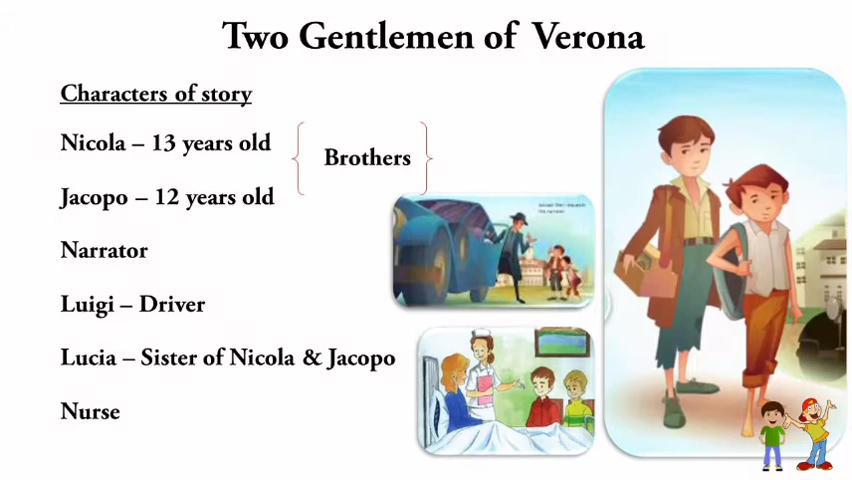 Two Gentlemen of Verona
Characters of story
Nicola – 13 years old
Brothers
Jacopo – 12 years old
Narrator
Luigi – Driver
Lucia – Sister of Nicola & Jacopo
Nurse